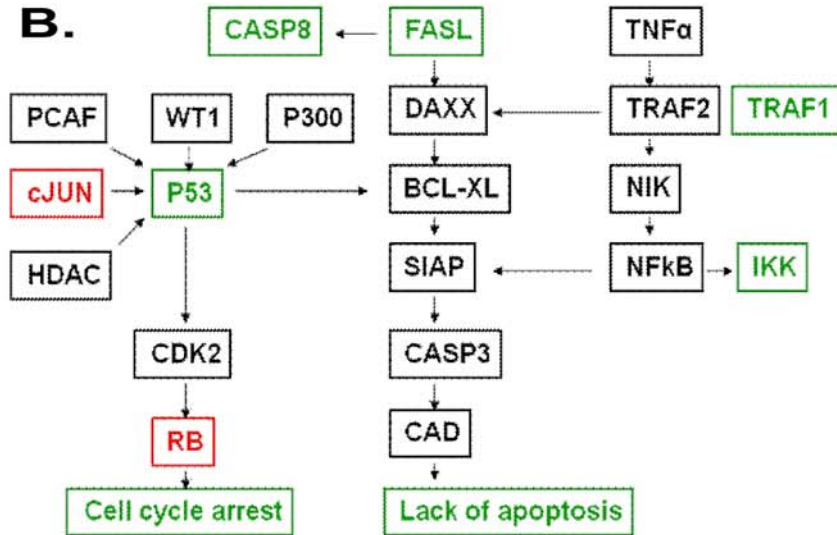 B.
CASP8
FASL
TNFα
PCAF
WT1
P300
DAXX
TRAF2
TRAF1
cJUN
P53
BCL-XL
NIK
HDAC
SIAP
NFkB
IKK
CDK2
CASP3
RB
CAD
Cell cycle arrest
Lack of apoptosis